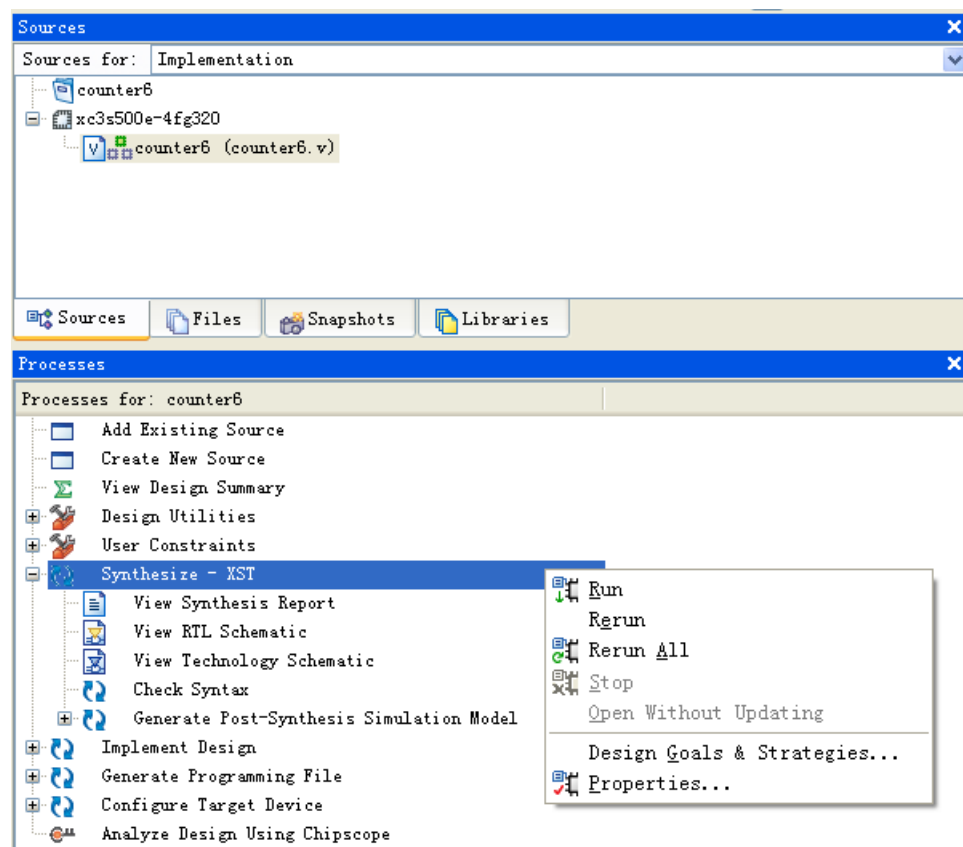 Sources
Sources for: Implementation
counter6
xc3s500e-4fg320
counter6 (counter6.v)
Sources Files Snapshots Libraries
Processes
Processes for: counter6
Add Existing Source
Create New Source
View Design Summary
Design Utilities
User Constraints
Synthesize - XST
View Synthesis Report
View RTL Schematic
View Technology Schematic
Check Syntax
Generate Post-Synthesis Simulation Model
Implement Design
Generate Programming File
Configure Target Device
Analyze Design Using Chipscope
Run
Rerun
Rerun All
Stop
Open Without Updating
Design Goals & Strategies...
Properties...